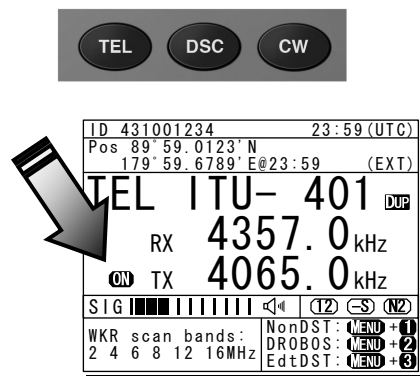 TEL DSC CW
ID 431001234 23:59(UTC)
Pos 89°59.0123'N
179°59.6789'E@23:59 (EXT)
TEL ITU- 401 DUP
RX 4357.0kHz
ON TX 4065.0kHz
SIG (12) (-S) (N2)
WKR scan bands:
2 4 6 8 12 16MHz
NonDST:MENU+1
DROBOS:MENU+2
EdtDST:MENU+3